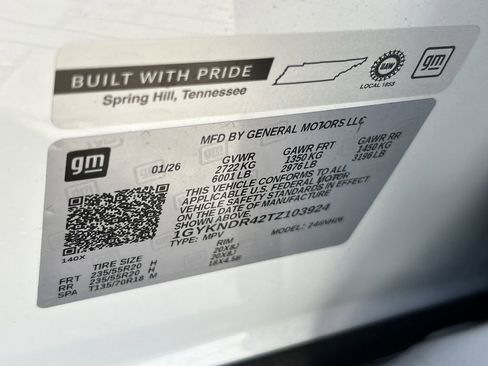 BUILT WITH PRIDE
Spring Hill, Tennessee
UAW
LOCAL 1853
gm
gm
MFD BY GENERAL MOTORS LLC
01/26 GVWR GAWR FRT GAWR RR
2722 KG 1350 KG 1450 KG
6001 LB 2976 LB 3196 LB
THIS VEHICLE CONFORMS TO ALL
APPLICABLE U.S. FEDERAL MOTOR
VEHICLE SAFETY STANDARDS IN EFFECT
ON THE DATE OF MANUFACTURE
SHOWN ABOVE.
1GYKNDR42TZ103924
TYPE: MPV MODEL:
140X
TIRE SIZE RIM
FRT 235/55R20 H 20X8J
RR 235/55R20 H 20X8J
SPA T135/70R18 M 18X4.5B